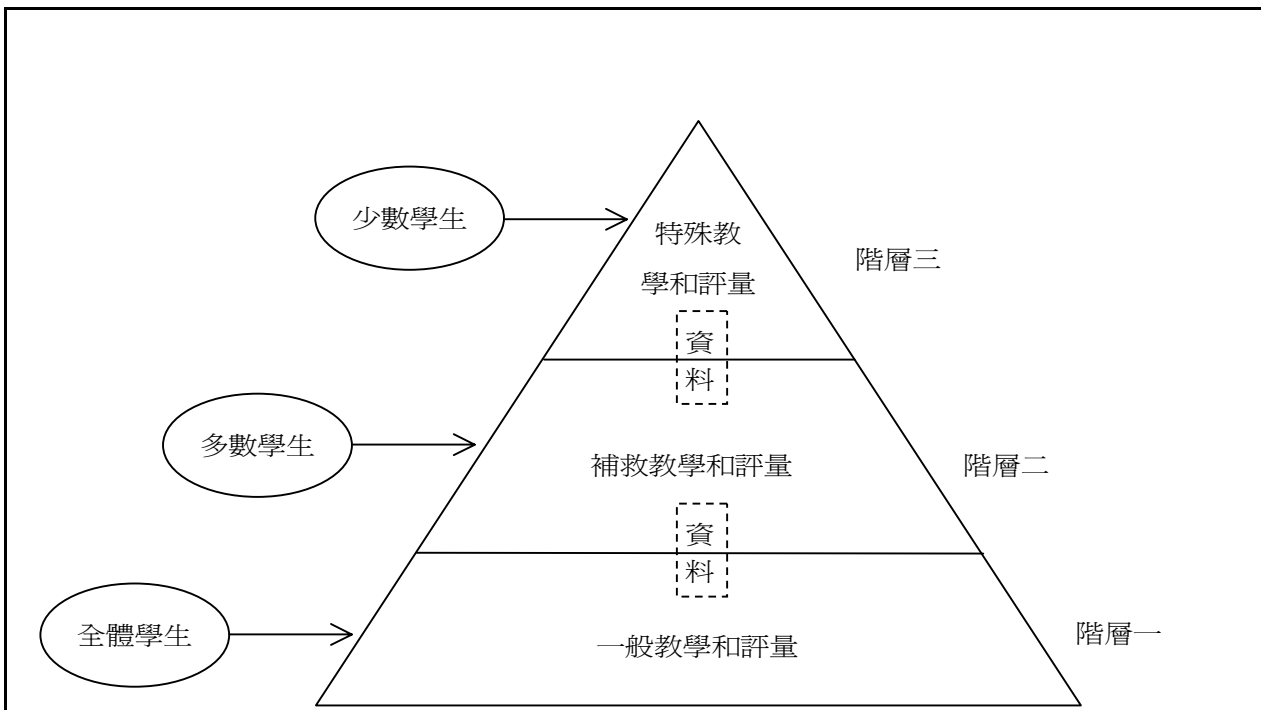 少數學生
特殊教
學和評量
階層三
資
料
多數學生
補救教學和評量
階層二
資
料
全體學生
一般教學和評量
階層一